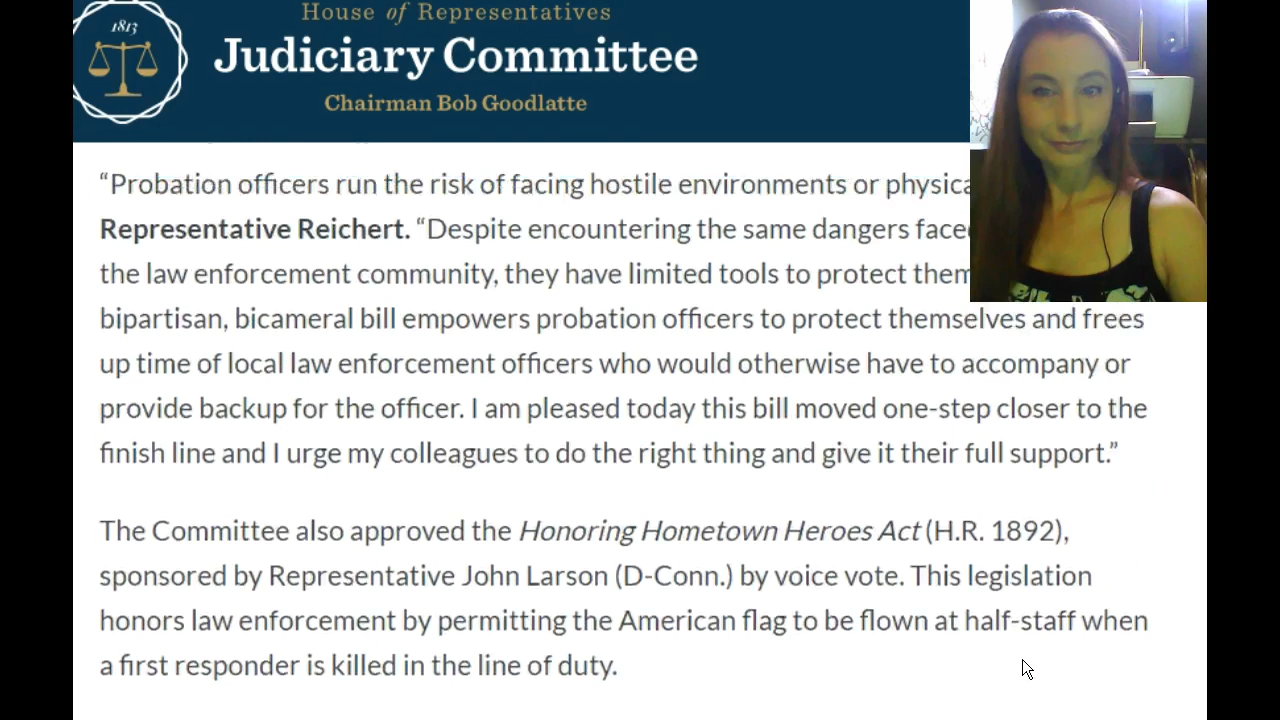 House of Representatives
1813
Judiciary Committee
Chairman Bob Goodlatte
“Probation officers run the risk of facing hostile environments or
Representative Reichert. “Despite encountering the same dangers
the law enforcement community, they have limited tools to protect
bipartisan, bicameral bill empowers probation officers to protect themselves and frees
up time of local law enforcement officers who would otherwise have to accompany or
provide backup for the officer. I am pleased today this bill moved one-step closer to the
finish line and I urge my colleagues to do the right thing and give it their full support.”
The Committee also approved the Honoring Hometown Heroes Act (H.R. 1892),
sponsored by Representative John Larson (D-Conn.) by voice vote. This legislation
honors law enforcement by permitting the American flag to be flown at half-staff when
a first responder is killed in the line of duty.